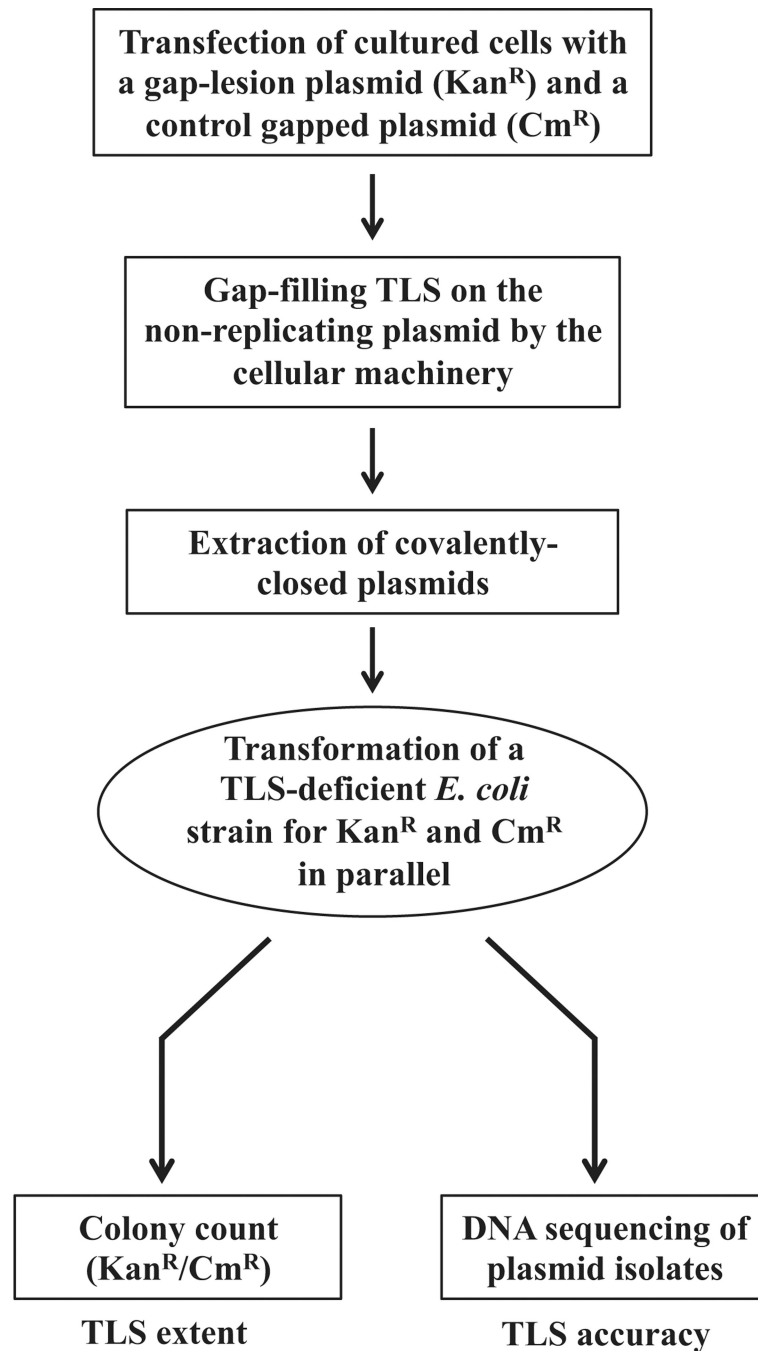 Transfection of cultured cells with
a gap-lesion plasmid (Kanᴿ) and a
control gapped plasmid (Cmᴿ)
Gap-filling TLS on the
non-replicating plasmid by the
cellular machinery
Extraction of covalently-
closed plasmids
Transformation of a
TLS-deficient E. coli
strain for Kanᴿ and Cmᴿ
in parallel
Colony count
(Kanᴿ/Cmᴿ)
TLS extent
DNA sequencing of
plasmid isolates
TLS accuracy